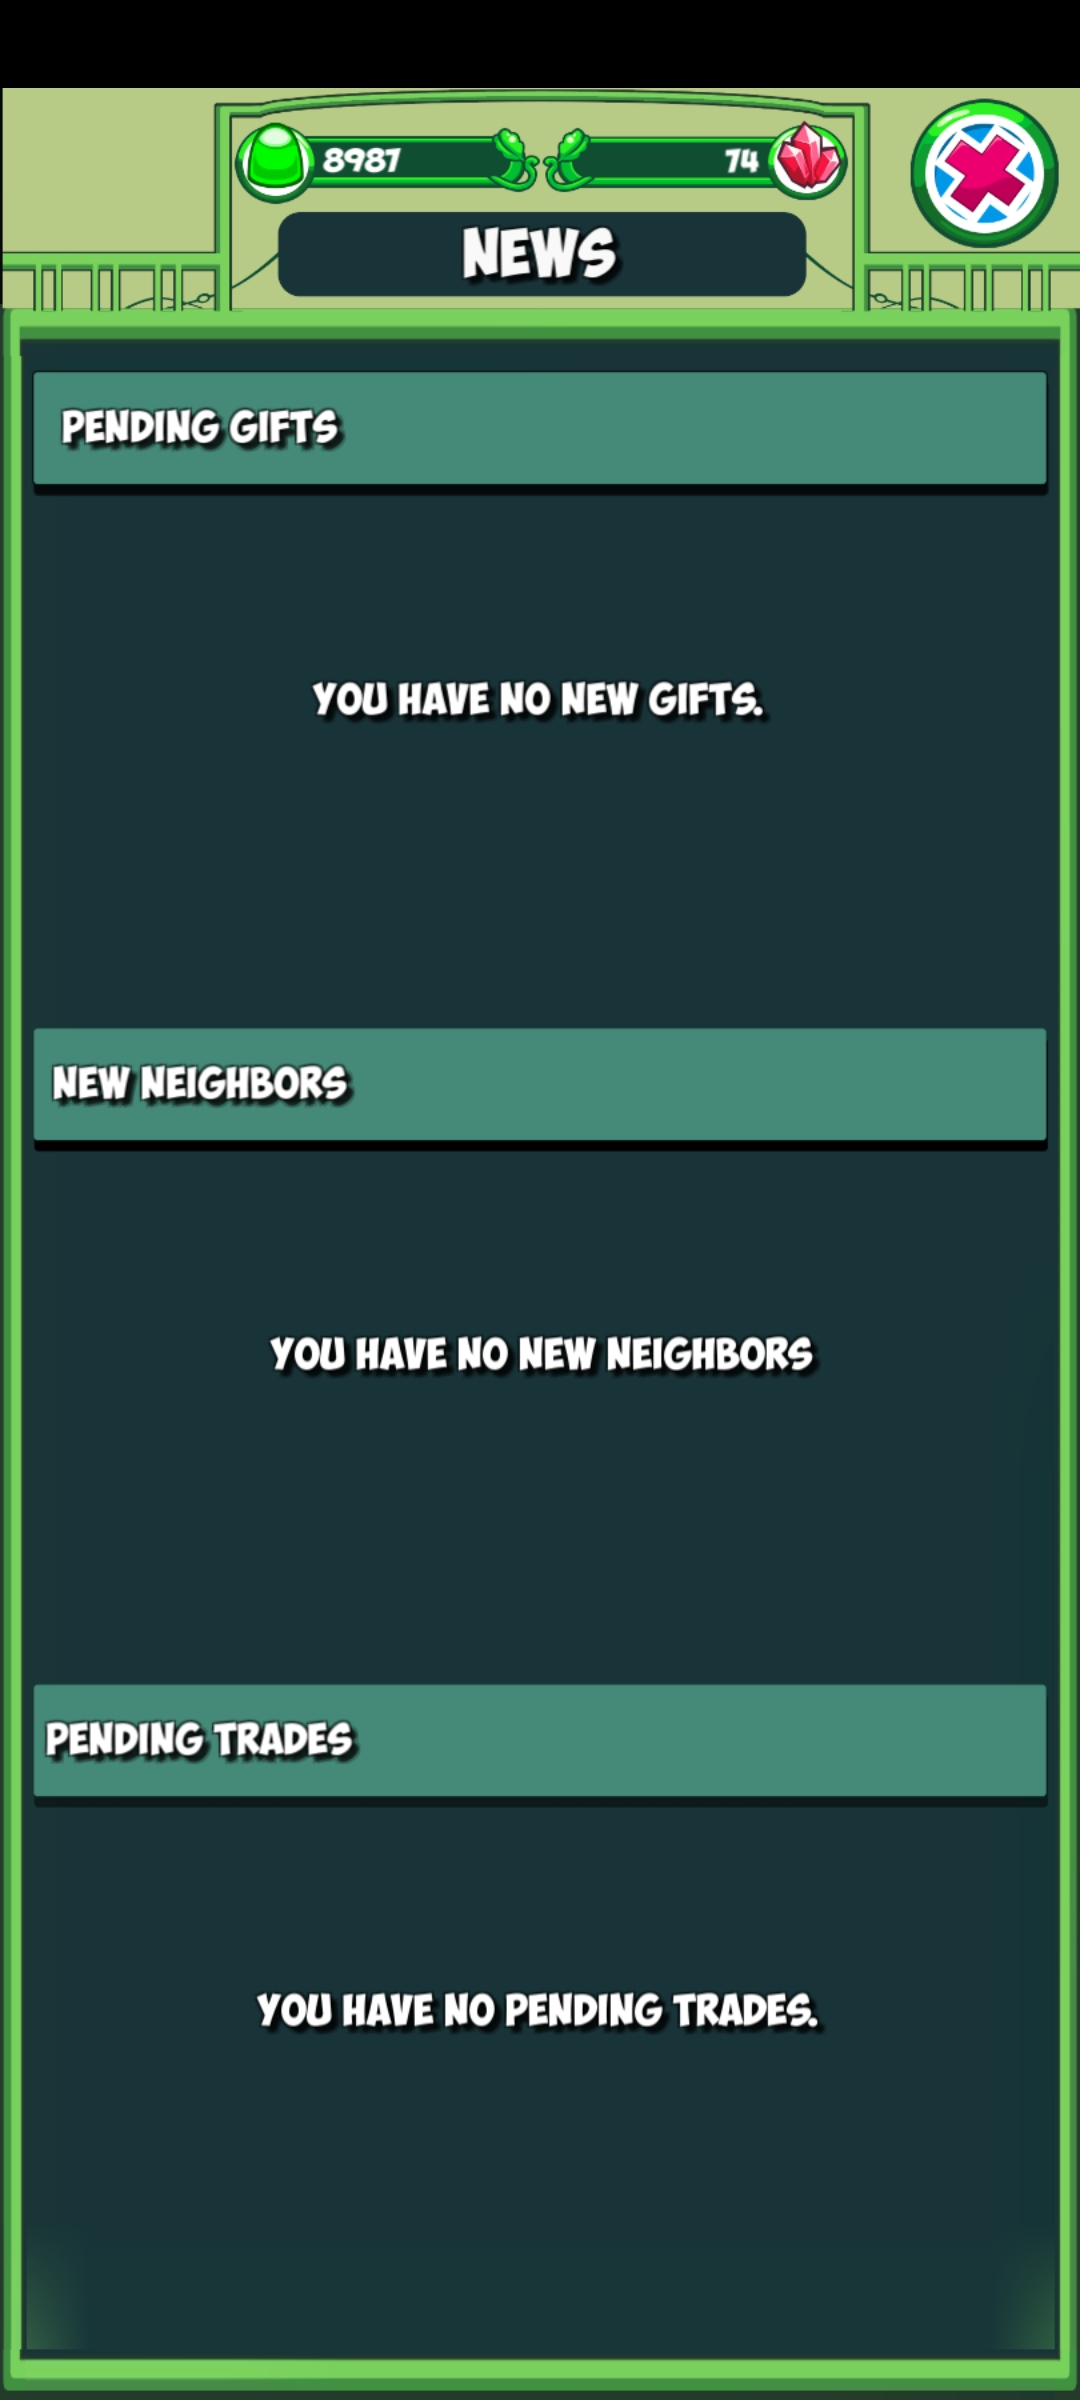 8987 74
NEWS
PENDING GIFTS
YOU HAVE NO NEW GIFTS.
NEW NEIGHBORS
YOU HAVE NO NEW NEIGHBORS
PENDING TRADES
YOU HAVE NO PENDING TRADES.